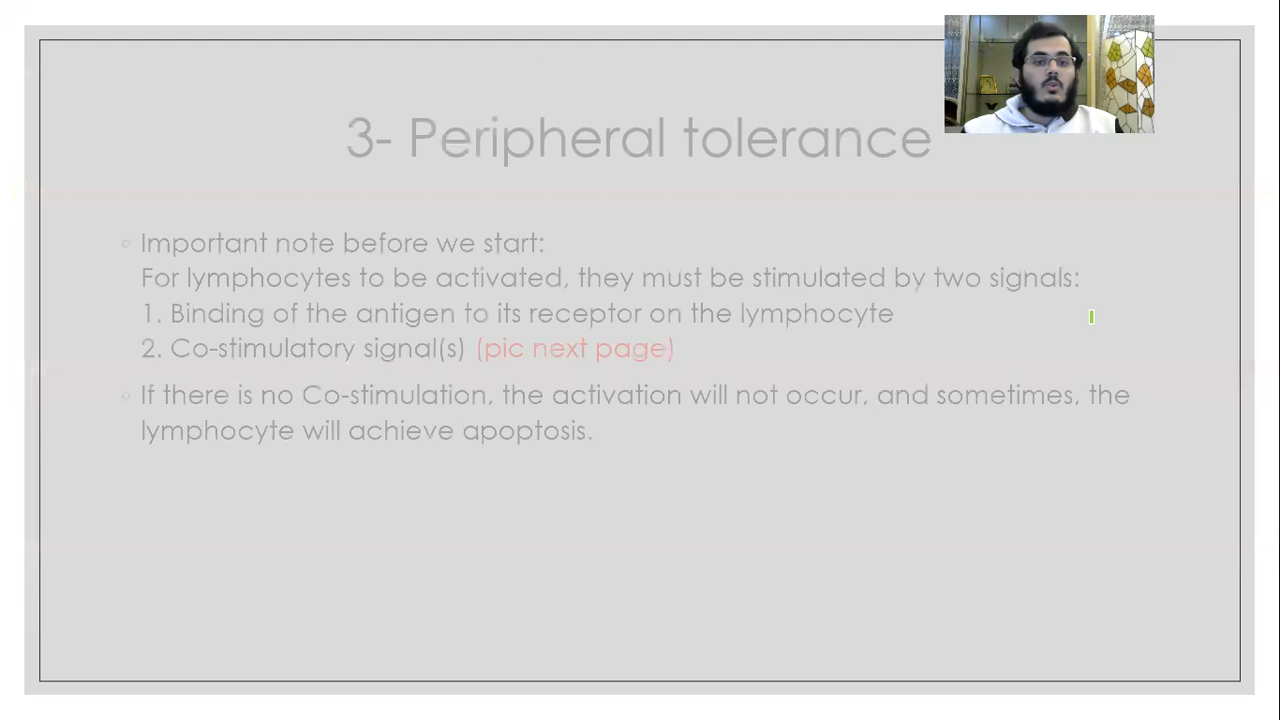 3- Peripheral tolerance
Important note before we start:
For lymphocytes to be activated, they must be stimulated by two signals:
1. Binding of the antigen to its receptor on the lymphocyte
2. Co-stimulatory signal(s) (pic next page)
If there is no Co-stimulation, the activation will not occur, and sometimes, the
lymphocyte will achieve apoptosis.